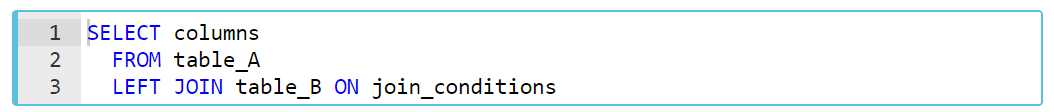 1 SELECT columns
2 FROM table_A
3 LEFT JOIN table_B ON join_conditions